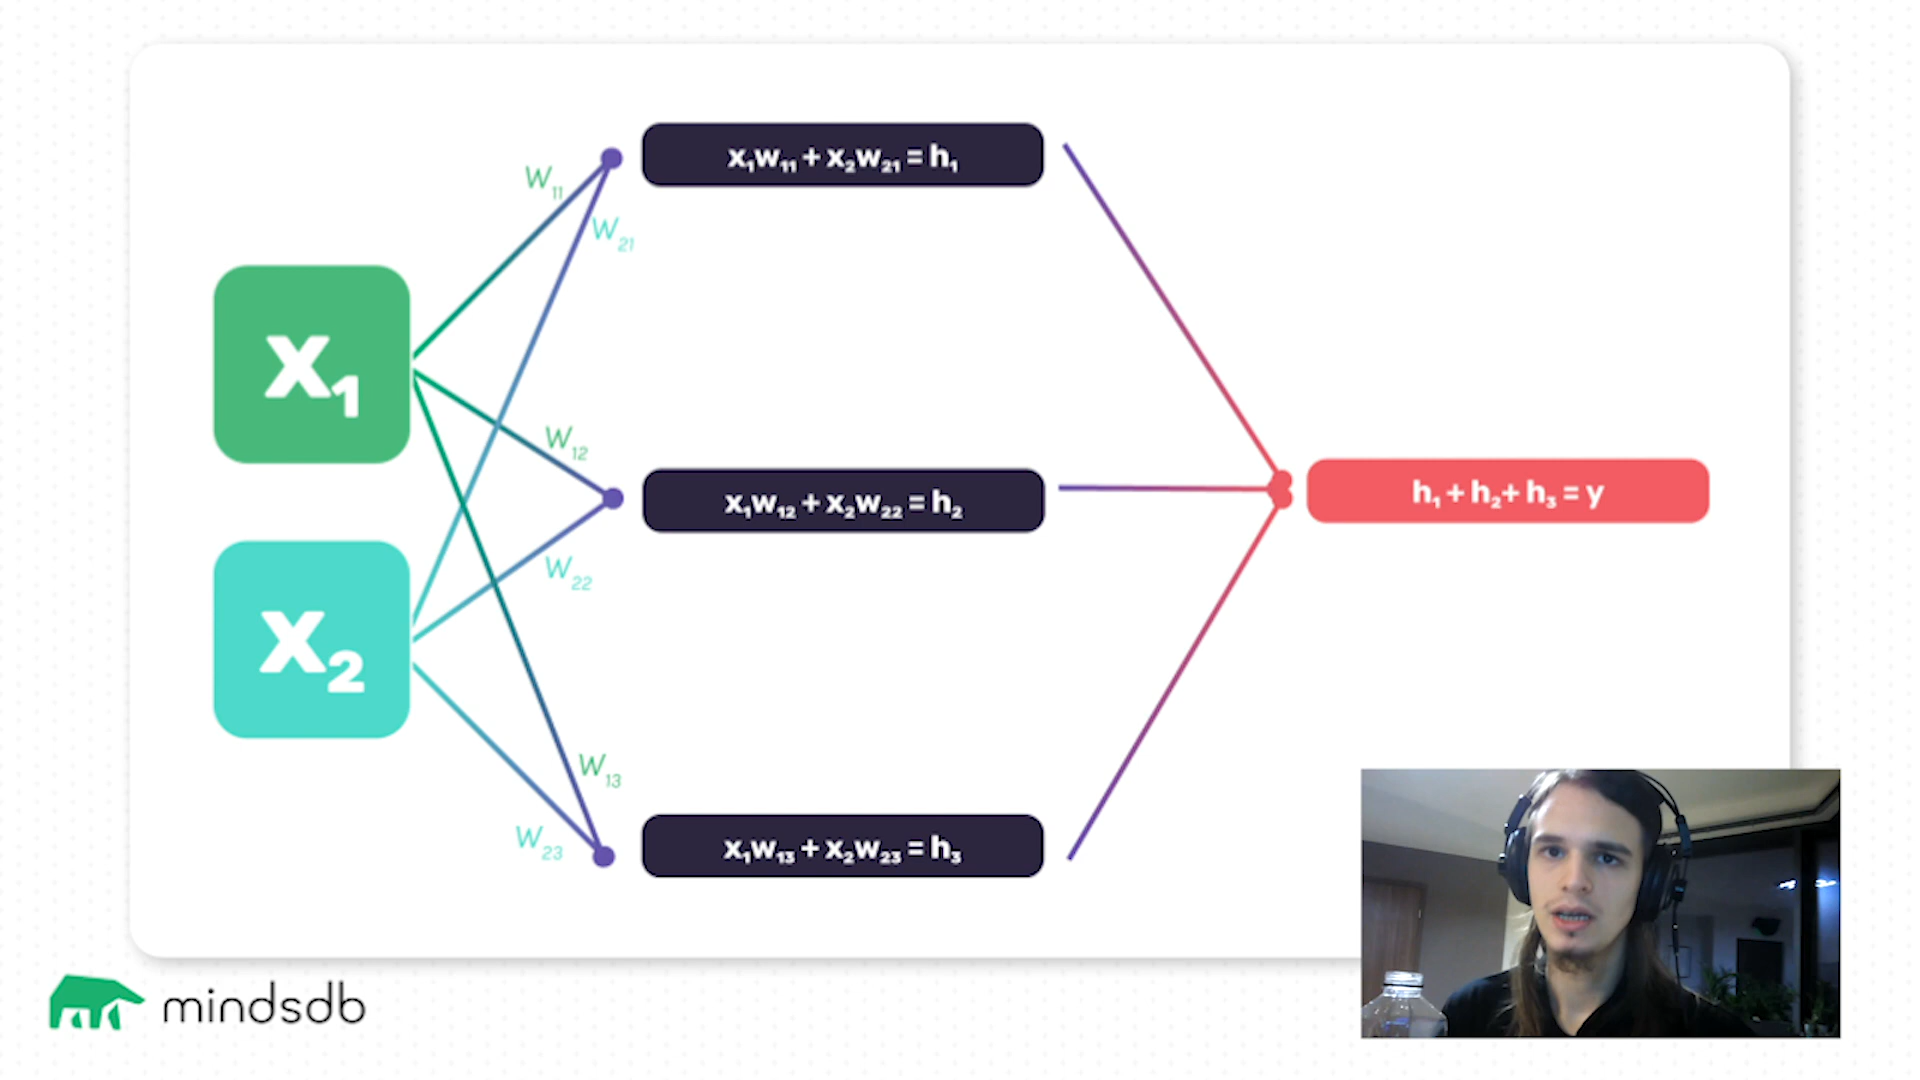 x₁w₁₁ + x₂w₂₁ = h₁
W₁₁
W₂₁
X₁
W₁₂
x₁w₁₂ + x₂w₂₂ = h₂
h₁ + h₂ + h₃ = y
W₂₂
X₂
W₁₃
W₂₃
x₁w₁₃ + x₂w₂₃ = h₃
mindsdb